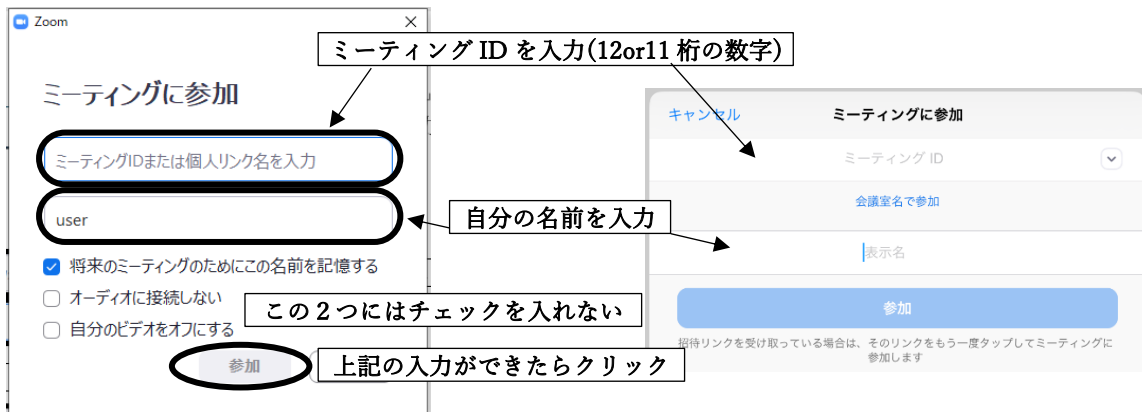 Zoom
ミーティング ID を入力(12or11 桁の数字)
ミーティングに参加
ミーティングIDまたは個人リンク名を入力
user
自分の名前を入力
将来のミーティングのためにこの名前を記憶する
オーディオに接続しない
この２つにはチェックを入れない
自分のビデオをオフにする
参加
上記の入力ができたらクリック
キャンセル
ミーティングに参加
ミーティング ID
会議室名で参加
表示名
参加
招待リンクを受け取っている場合は、そのリンクをもう一度タップしてミーティングに
参加します